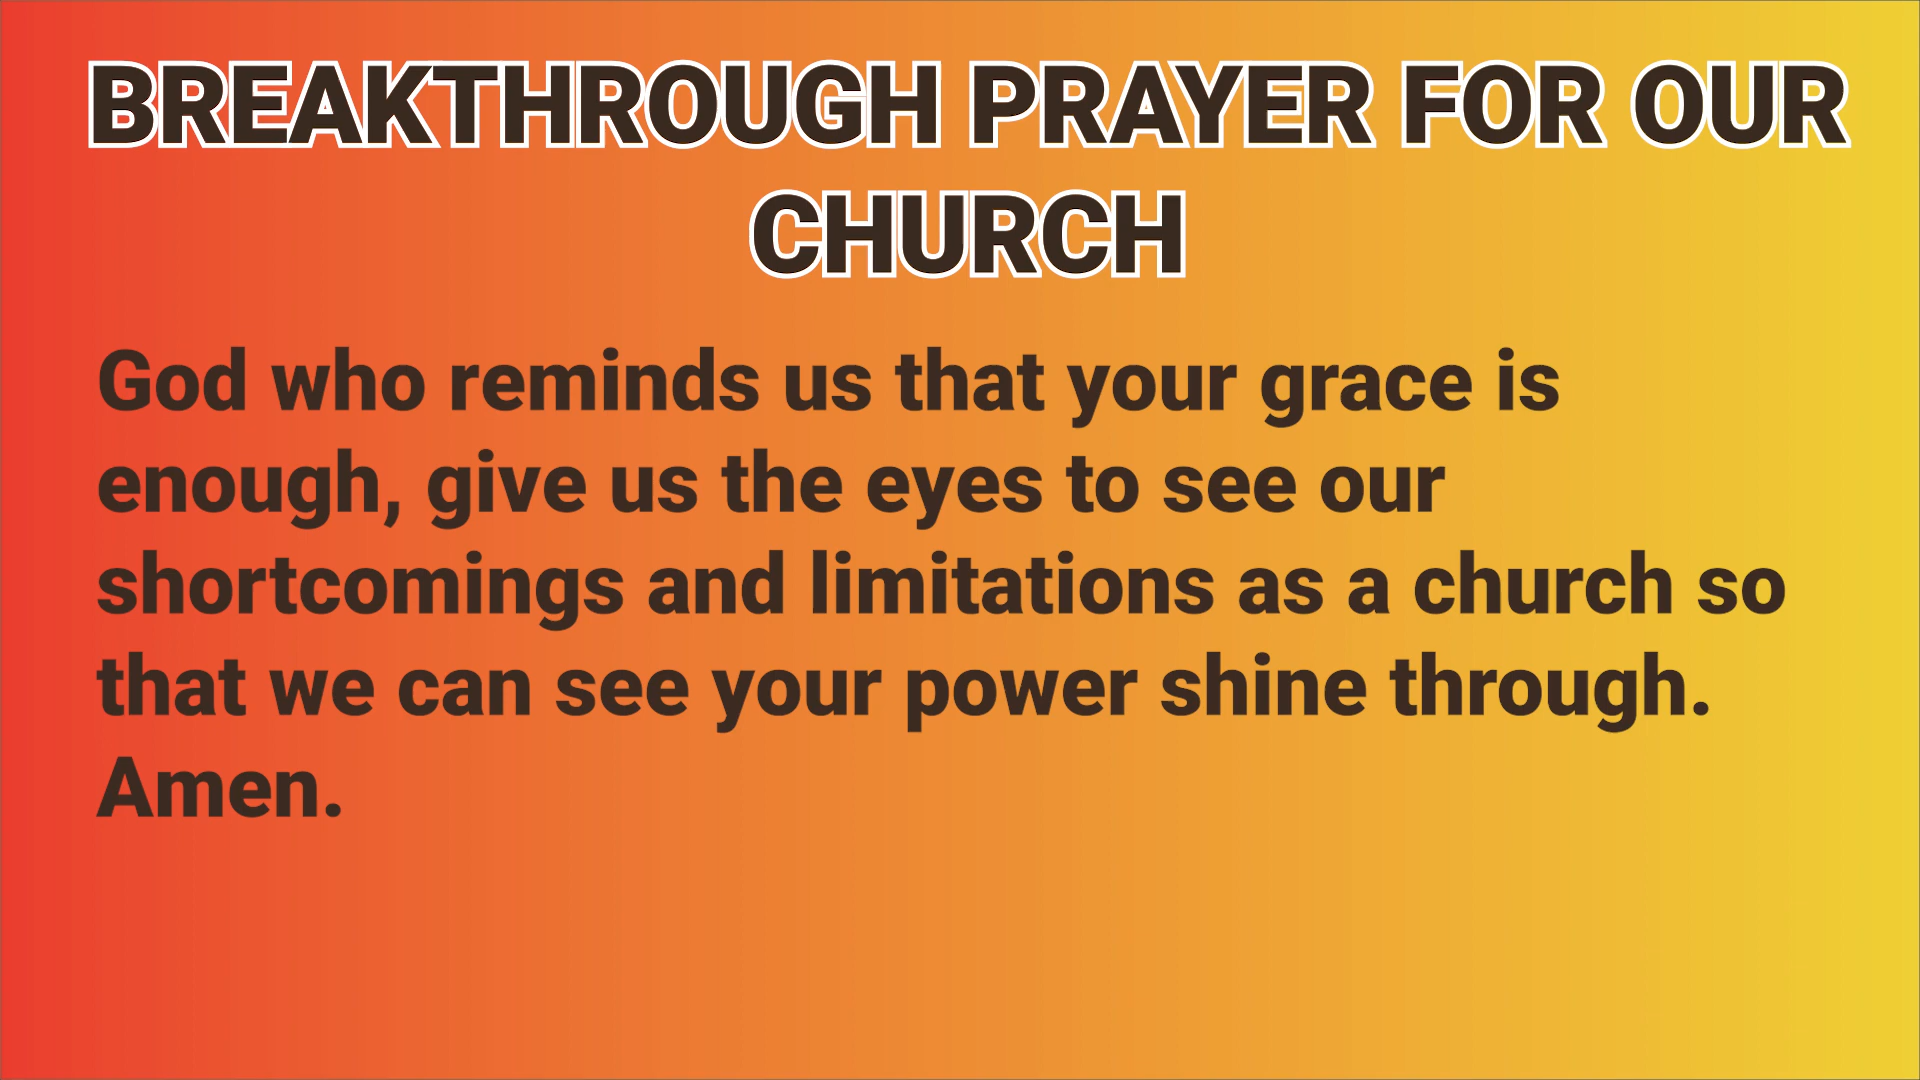 BREAKTHROUGH PRAYER FOR OUR
CHURCH
God who reminds us that your grace is
enough, give us the eyes to see our
shortcomings and limitations as a church so
that we can see your power shine through.
Amen.